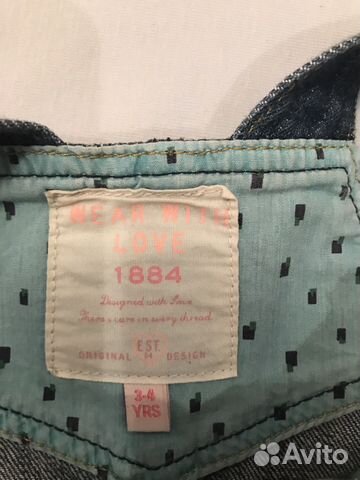 WEAR WITH
LOVE
1884
Designed with Love
There's care in every thread
EST.
ORIGINAL M DESIGN
3-4
YRS
Avito